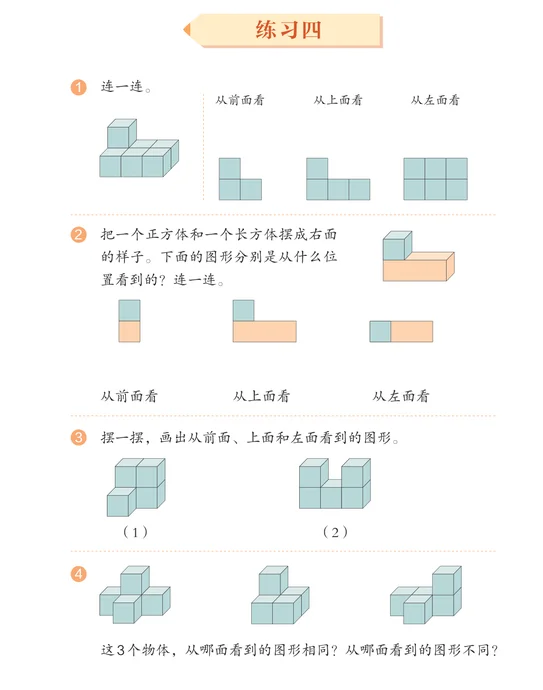 练习四
1 连一连。
从前面看 从上面看 从左面看
2 把一个正方体和一个长方体摆成右面
的样子。下面的图形分别是从什么位
置看到的？连一连。
从前面看 从上面看 从左面看
3 摆一摆，画出从前面、上面和左面看到的图形。
（1） （2）
4
这3个物体，从哪面看到的图形相同？从哪面看到的图形不同？